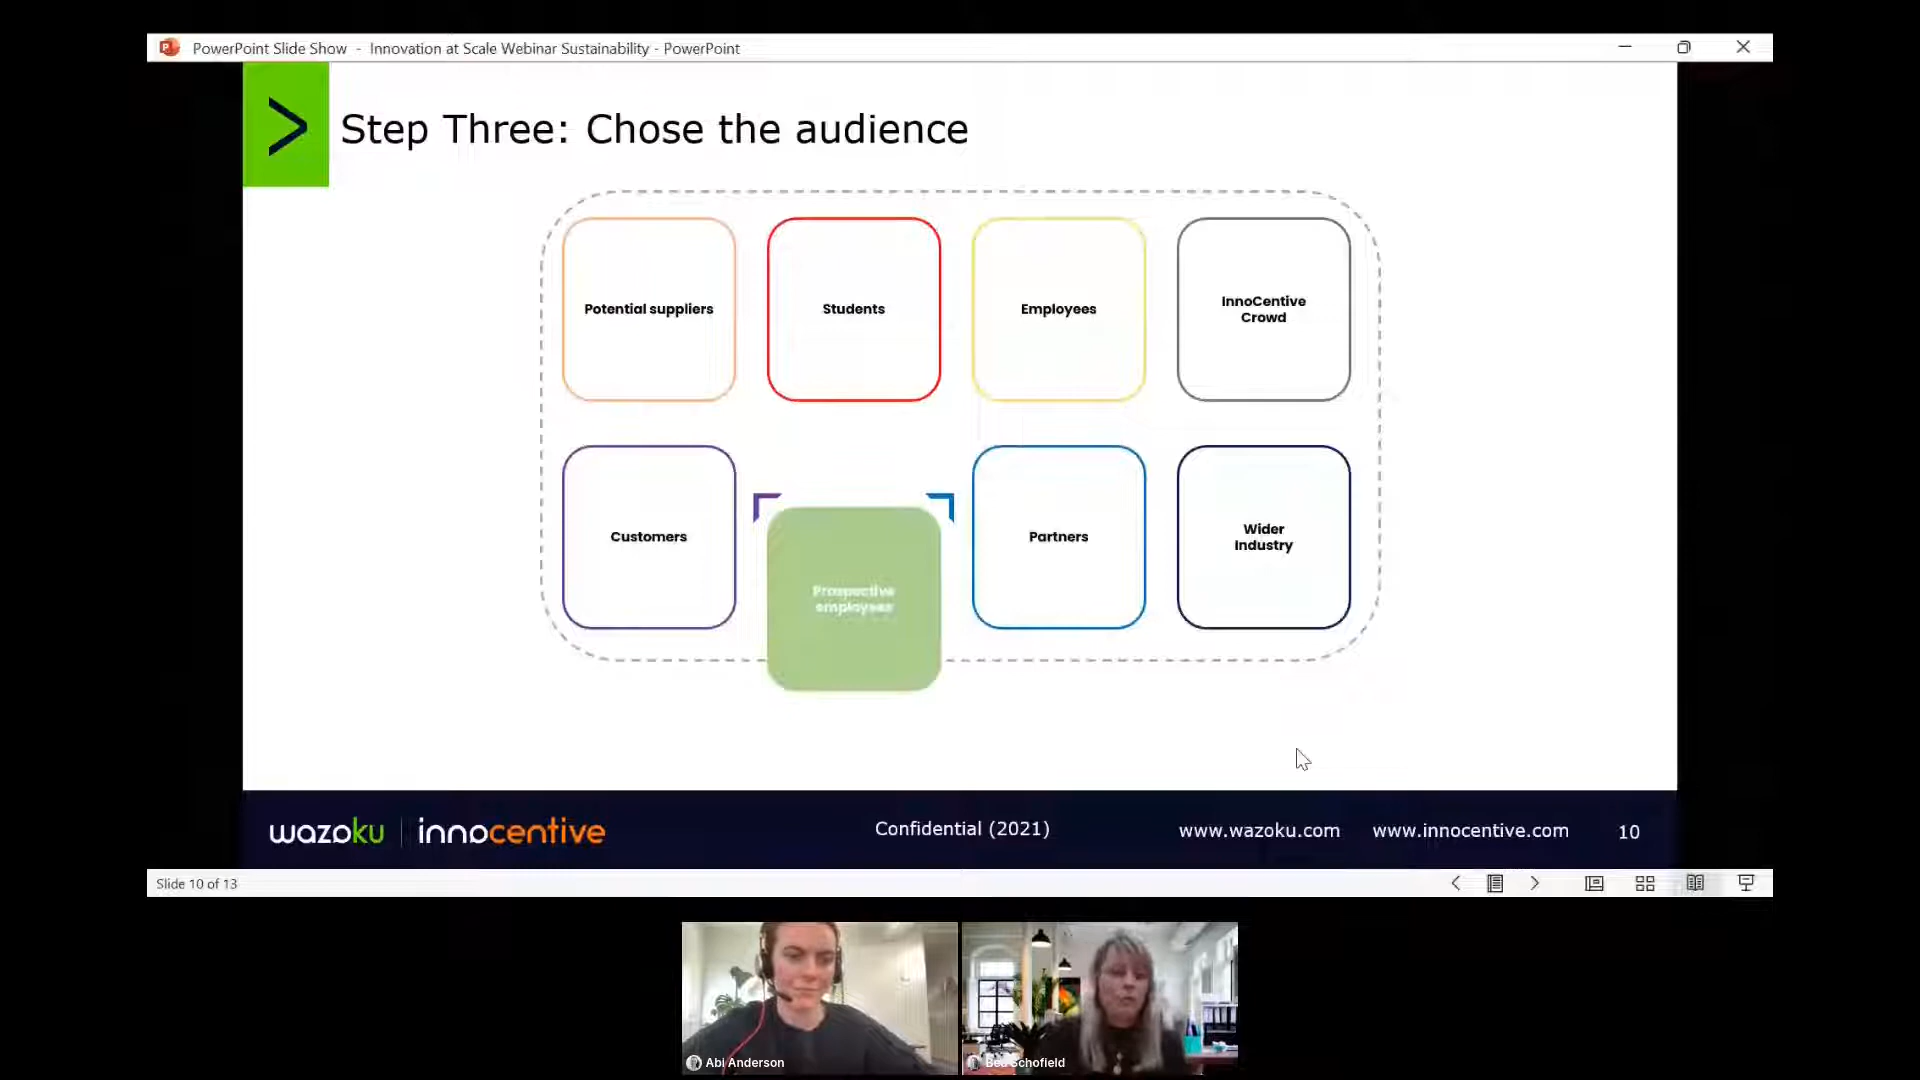 PowerPoint Slide Show - Innovation at Scale Webinar Sustainability - PowerPoint
Step Three: Chose the audience
Potential suppliers
Students
Employees
InnoCentive
Crowd
Customers
Prospective
employees
Partners
Wider
Industry
wazoku
innocentive
Confidential (2021)
www.wazoku.com
www.innocentive.com
10
Slide 10 of 13
Abi Anderson
Schofield